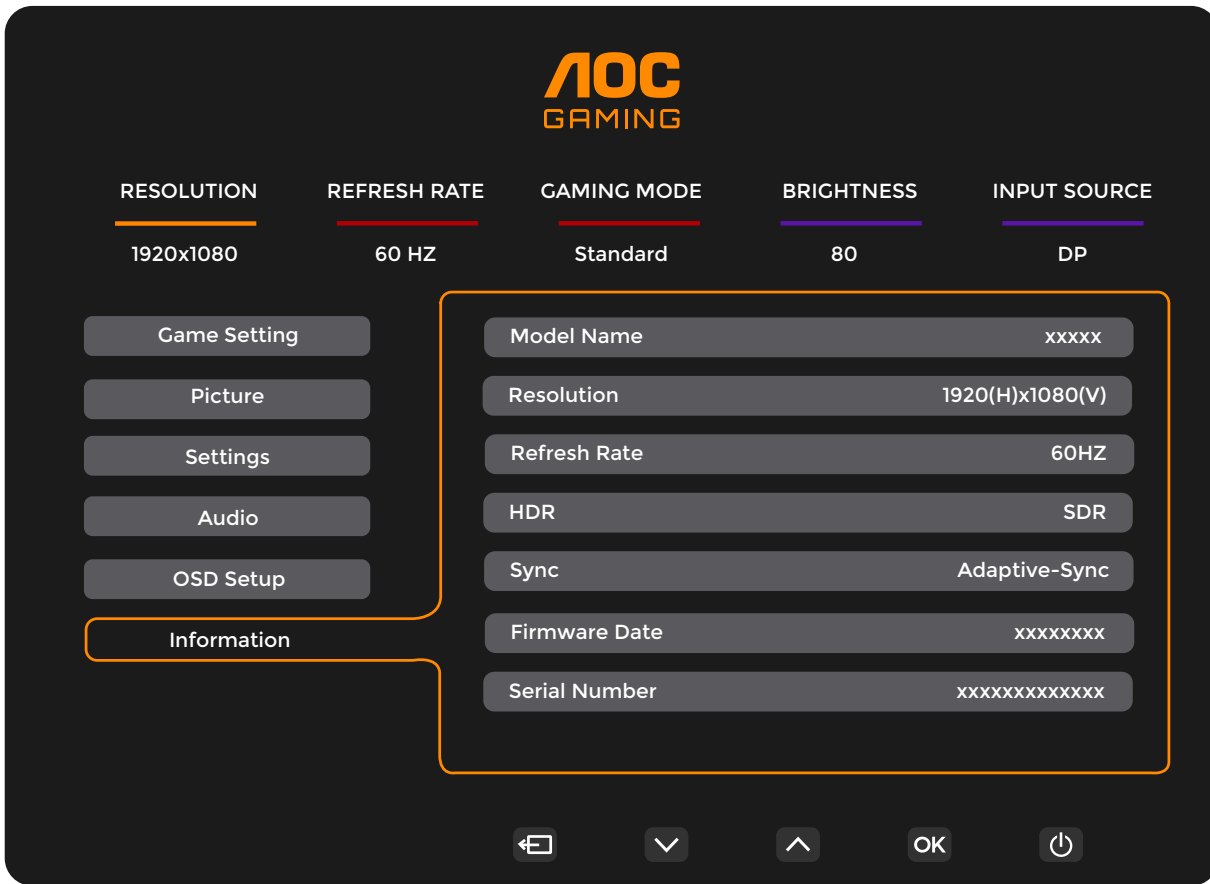 AOC
GAMING
RESOLUTION REFRESH RATE GAMING MODE BRIGHTNESS INPUT SOURCE
1920x1080 60 HZ Standard 80 DP
Game Setting
Picture
Settings
Audio
OSD Setup
Information
Model Name xxxxx
Resolution 1920(H)x1080(V)
Refresh Rate 60HZ
HDR SDR
Sync Adaptive-Sync
Firmware Date xxxxxxxx
Serial Number xxxxxxxxxxxxx
OK